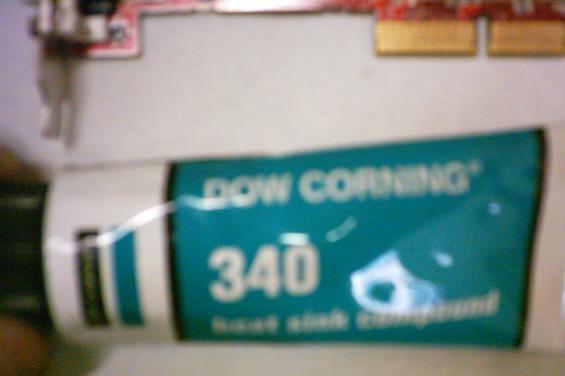 DOW CORNING®
340
heat sink compound